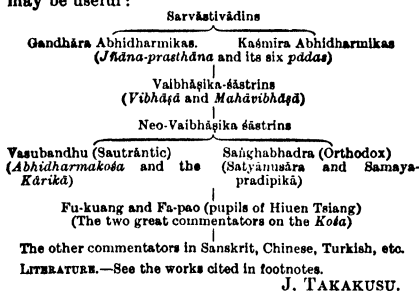 may be useful:
Sarvāstivādins
Gandhāra Abhidharmikas. Kaśmira Abhidharmikas
(Jñāna-prasthāna and its six pādas)
Vaibhāṣika-śāstrins
(Vibhāṣā and Mahāvibhāṣā)
Neo-Vaibhāṣika śāstrins
Vasubandhu (Sautrāntic) Saṅghabhadra (Orthodox)
(Abhidharmakośa and the (Satyānusāra and Samaya-
Kārikā) pradipikā)
Fu-kuang and Fa-pao (pupils of Hiuen Tsiang)
(The two great commentators on the Kośa)
The other commentators in Sanskrit, Chinese, Turkish, etc.
LITERATURE.—See the works cited in footnotes.
J. TAKAKUSU.